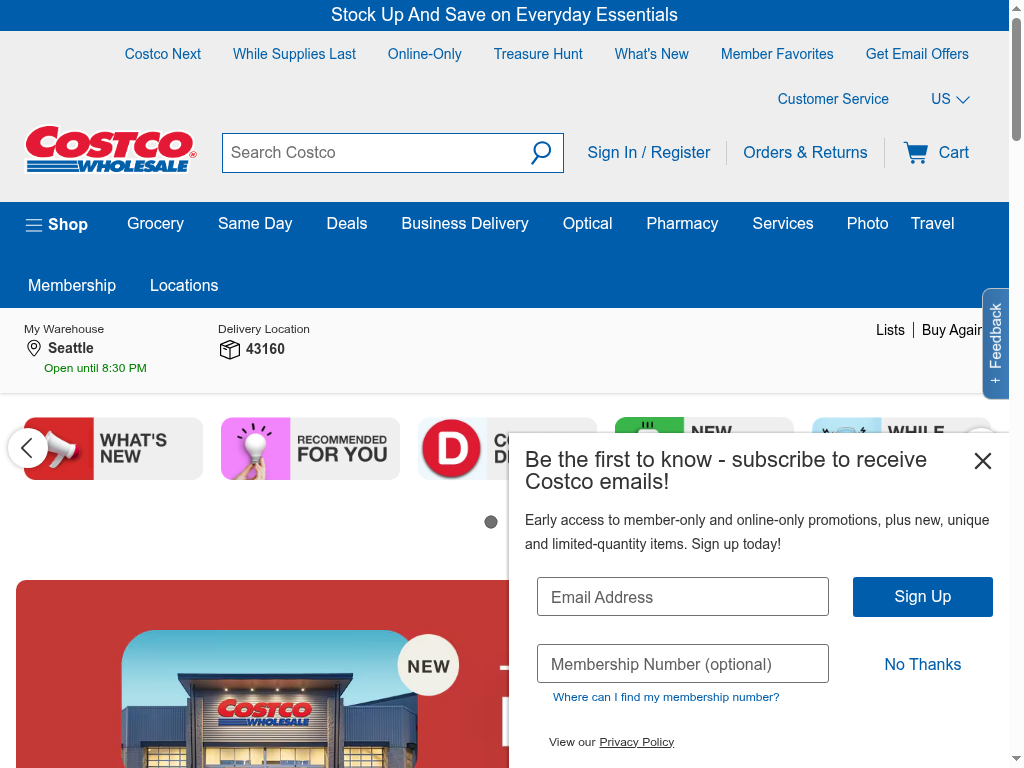 Stock Up And Save on Everyday Essentials
Costco Next While Supplies Last Online-Only Treasure Hunt What's New Member Favorites Get Email Offers
Customer Service US
COSTCO WHOLESALE
Search Costco
Sign In / Register Orders & Returns Cart
Shop Grocery Same Day Deals Business Delivery Optical Pharmacy Services Photo Travel
Membership Locations
My Warehouse
Seattle
Open until 8:30 PM
Delivery Location
43160
Lists Buy Again
+ Feedback
WHAT'S
NEW
RECOMMENDED
FOR YOU
D
NEW
WHILE
Be the first to know - subscribe to receive
Costco emails!
Early access to member-only and online-only promotions, plus new, unique
and limited-quantity items. Sign up today!
Email Address
Sign Up
Membership Number (optional)
No Thanks
Where can I find my membership number?
View our Privacy Policy
NEW
COSTCO
WHOLESALE